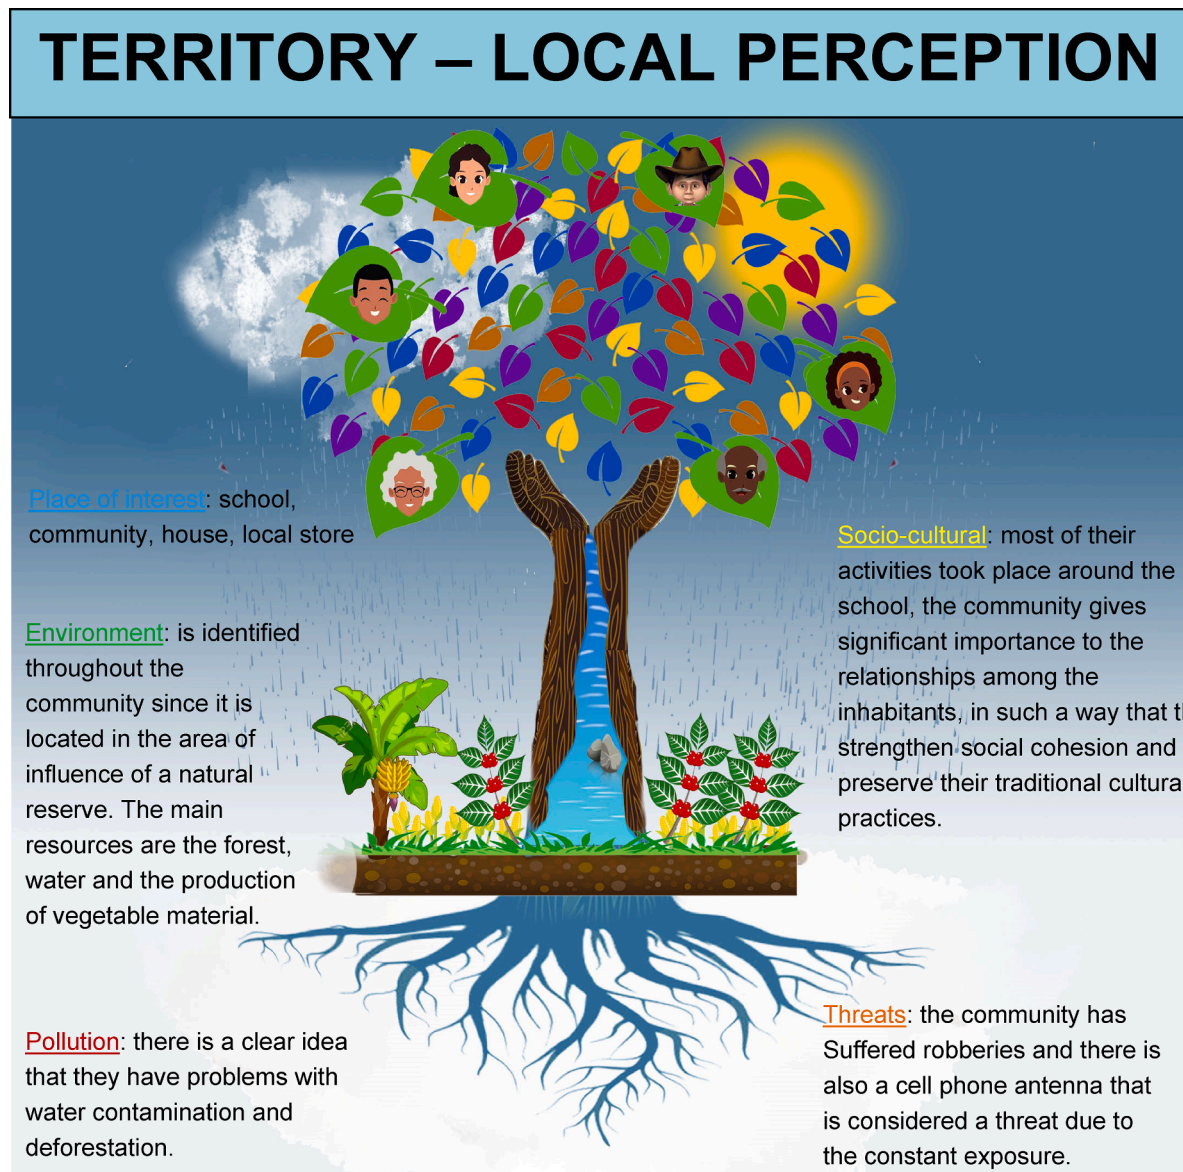 TERRITORY – LOCAL PERCEPTION
Place of interest: school,
community, house, local store
Environment: is identified
throughout the
community since it is
located in the area of
influence of a natural
reserve. The main
resources are the forest,
water and the production
of vegetable material.
Pollution: there is a clear idea
that they have problems with
water contamination and
deforestation.
Socio-cultural: most of their
activities took place around the
school, the community gives
significant importance to the
relationships among the
inhabitants, in such a way that
strengthen social cohesion and
preserve their traditional cultura
practices.
Threats: the community has
Suffered robberies and there is
also a cell phone antenna that
is considered a threat due to
the constant exposure.